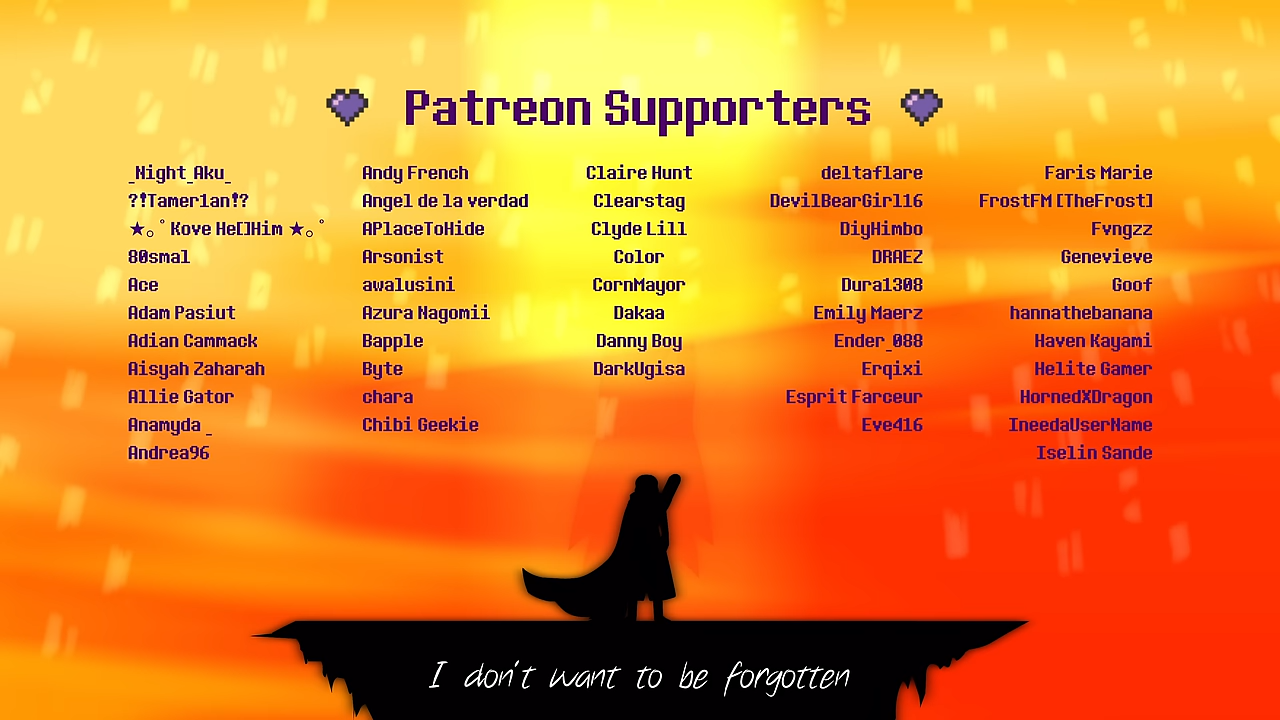 Patreon Supporters
_Night_Aku_
?!Tamer1an!?
★｡ﾟKove He[]Him ★｡ﾟ
80smal
Ace
Adam Pasiut
Adian Cammack
Aisyah Zaharah
Allie Gator
Anamyda _
Andrea96
Andy French
Angel de la verdad
APlaceToHide
Arsonist
awalusini
Azura Nagomii
Bapple
Byte
chara
Chibi Geekie
Claire Hunt
Clearstag
Clyde Lill
Color
CornMayor
Dakaa
Danny Boy
DarkUgisa
deltaflare
DevilBearGirl16
DiyHimbo
DRAEZ
Dura1308
Emily Maerz
Ender_088
Erqixi
Esprit Farceur
Eve416
Faris Marie
FrostFM [TheFrost]
Fvngzz
Genevieve
Goof
hannathebanana
Haven Kayami
Helite Gamer
HornedXDragon
IneedaUserName
Iselin Sande
I don't want to be forgotten